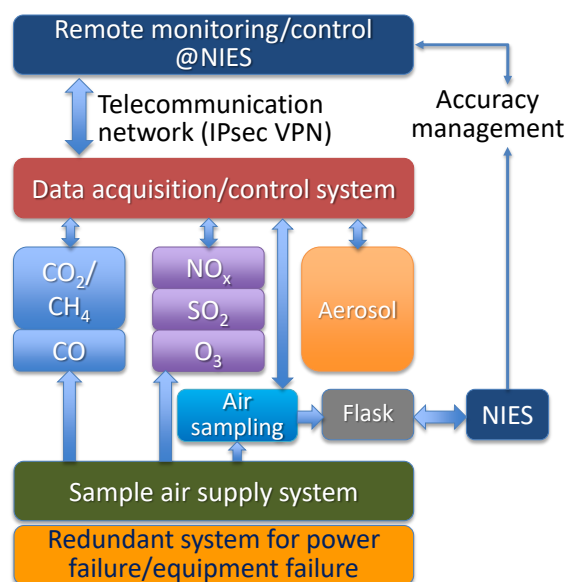 Remote monitoring/control
@NIES
Telecommunication
network (IPsec VPN)
Accuracy
management
Data acquisition/control system
CO₂/
CH₄
CO
NOₓ
SO₂
O₃
Aerosol
Air
sampling
Flask
NIES
Sample air supply system
Redundant system for power
failure/equipment failure